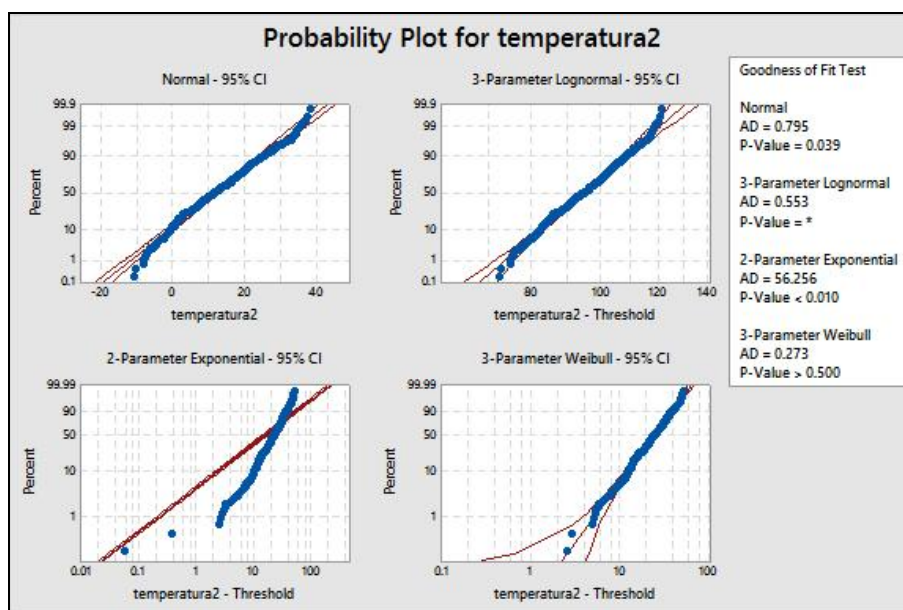 Probability Plot for temperatura2
Normal - 95% CI
99.9
99
90
50
10
1
0.1
Percent
-20
0
20
40
temperatura2
3-Parameter Lognormal - 95% CI
99.9
99
90
50
10
1
0.1
Percent
80
100
120
140
temperatura2 - Threshold
2-Parameter Exponential - 95% CI
99.99
90
50
10
1
Percent
0.01
0.1
1
10
100
temperatura2 - Threshold
3-Parameter Weibull - 95% CI
99.99
90
50
10
1
Percent
0.1
10
100
temperatura2 - Threshold
Goodness of Fit Test
Normal
AD = 0.795
P-Value = 0.039
3-Parameter Lognormal
AD = 0.553
P-Value = *
2-Parameter Exponential
AD = 56.256
P-Value < 0.010
3-Parameter Weibull
AD = 0.273
P-Value > 0.500